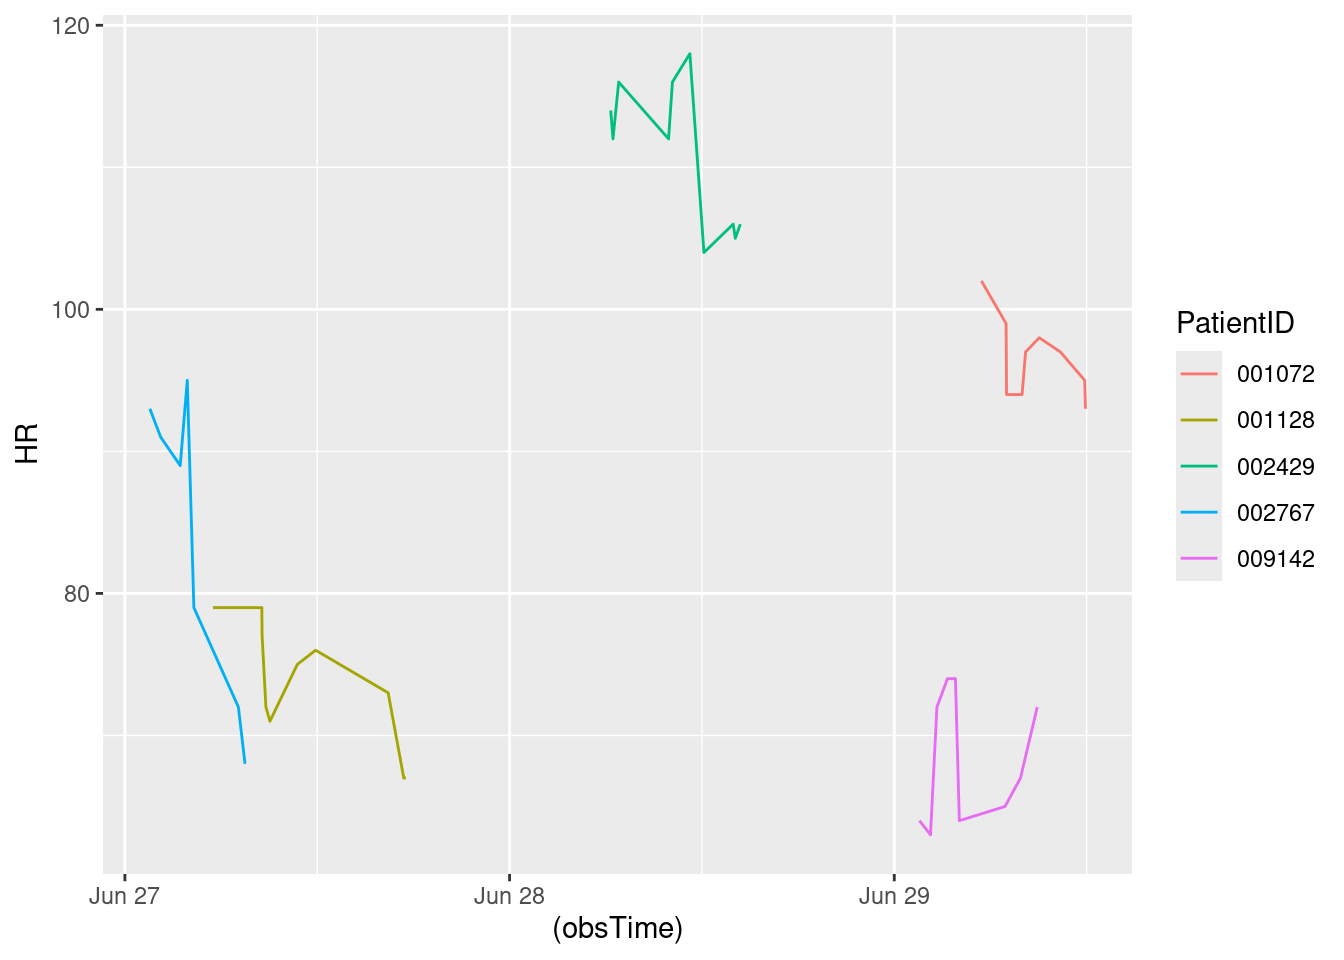 120
100
80
HR
Jun 27
Jun 28
Jun 29
(obsTime)
PatientID
001072
001128
002429
002767
009142